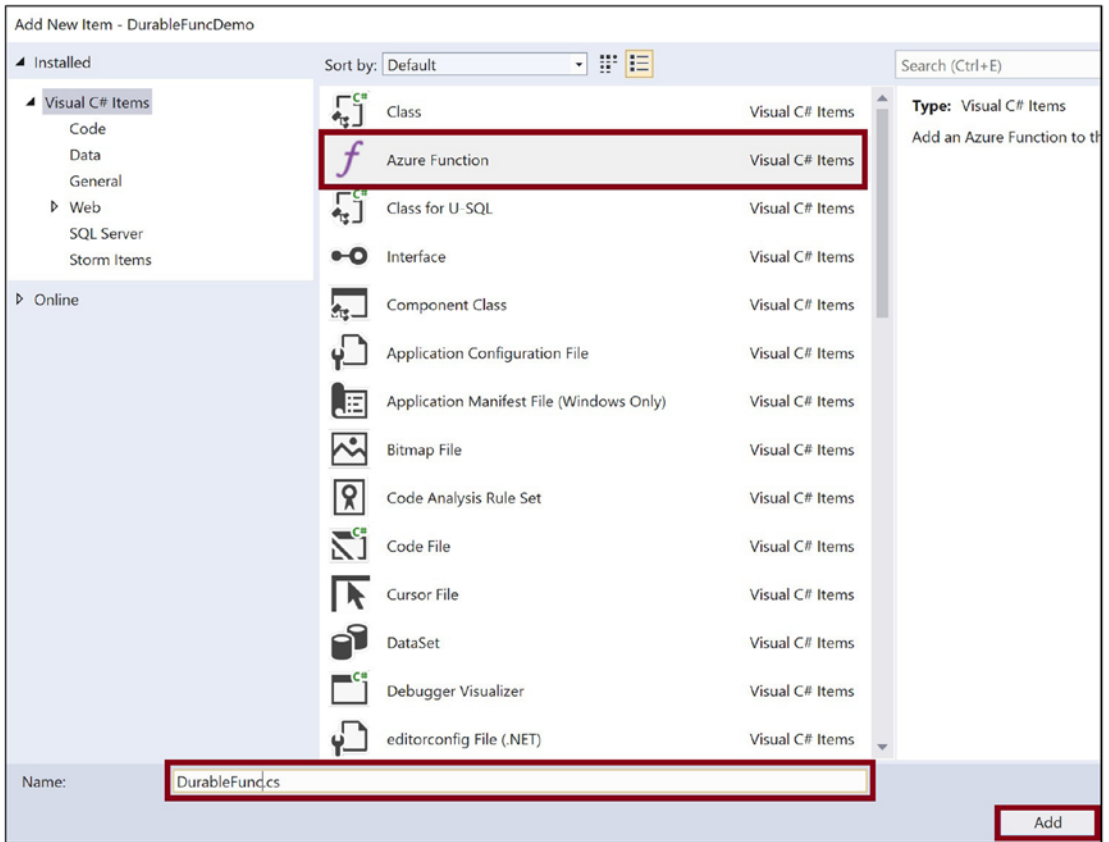 Add New Item - DurableFuncDemo
Installed
Sort by: Default
Search (Ctrl+E)
Visual C# Items
Code
Data
General
Web
SQL Server
Storm Items
Online
Class Visual C# Items
Azure Function Visual C# Items
Class for U-SQL Visual C# Items
Interface Visual C# Items
Component Class Visual C# Items
Application Configuration File Visual C# Items
Application Manifest File (Windows Only) Visual C# Items
Bitmap File Visual C# Items
Code Analysis Rule Set Visual C# Items
Code File Visual C# Items
Cursor File Visual C# Items
DataSet Visual C# Items
Debugger Visualizer Visual C# Items
editorconfig File (.NET) Visual C# Items
Type: Visual C# Items
Add an Azure Function to th
Name: DurableFunc.cs
Add